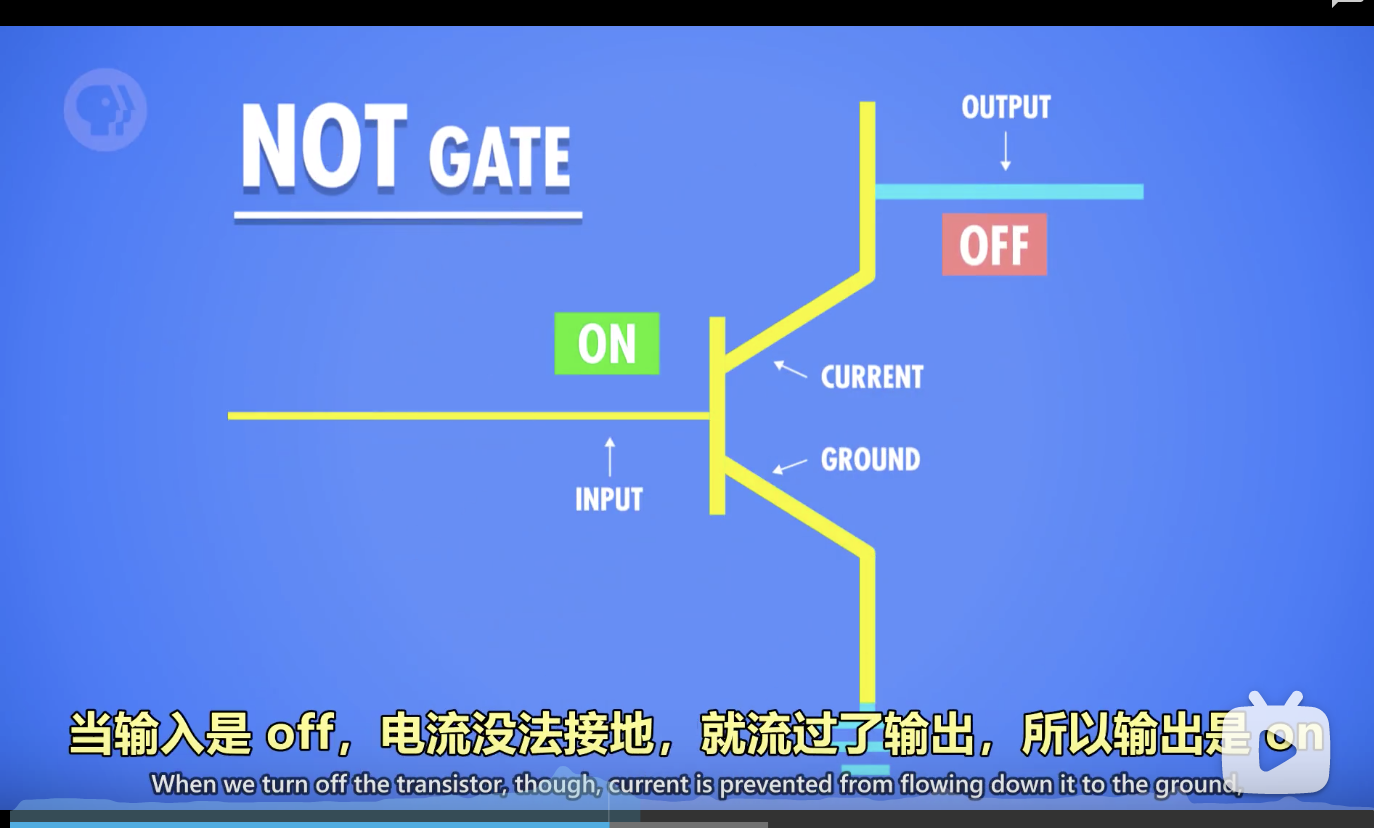 NOT GATE
OUTPUT
OFF
ON
CURRENT
GROUND
INPUT
当输入是 off，电流没法接地，就流过了输出，所以输出是 on
When we turn off the transistor, though, current is prevented from flowing down it to the ground,